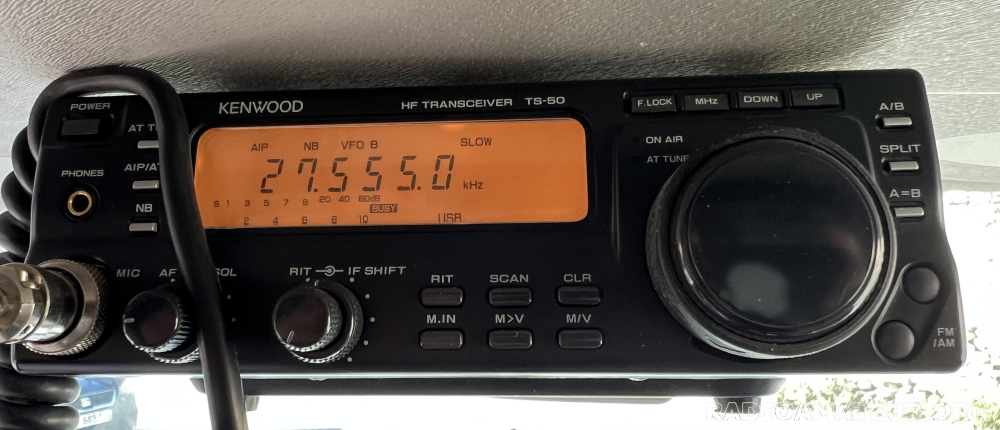 POWER
KENWOOD
HF TRANSCEIVER TS-50
F.LOCK
MHz
DOWN
UP
A/B
AT TU
AIP NB VFO B SLOW
ON AIR
AT TUNE
SPLIT
AIP/AT
27.555.0 kHz
PHONES
NB
S 1 3 5 7 9 20 40 60dB
BUSY
2 4 6 8 10 USB
A=B
MIC AF SQL
RIT IF SHIFT
RIT SCAN CLR
M.IN M>V M/V
FM
/AM